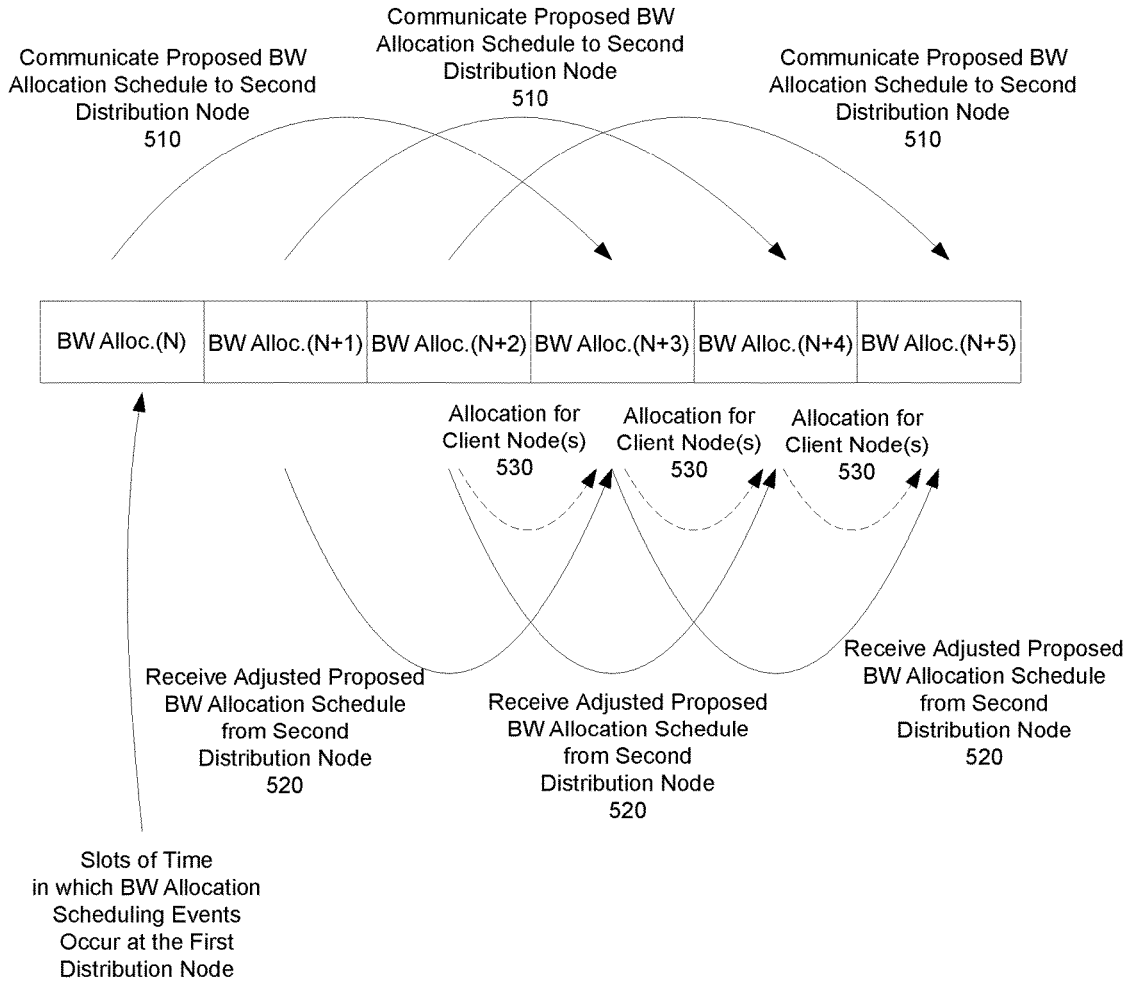 Communicate Proposed BW
Allocation Schedule to Second
Distribution Node
510
Communicate Proposed BW
Allocation Schedule to Second
Distribution Node
510
Communicate Proposed BW
Allocation Schedule to Second
Distribution Node
510
BW Alloc.(N)
BW Alloc.(N+1)
BW Alloc.(N+2)
BW Alloc.(N+3)
BW Alloc.(N+4)
BW Alloc.(N+5)
Allocation for
Client Node(s)
530
Allocation for
Client Node(s)
530
Allocation for
Client Node(s)
530
Receive Adjusted Proposed
BW Allocation Schedule
from Second
Distribution Node
520
Receive Adjusted Proposed
BW Allocation Schedule
from Second
Distribution Node
520
Receive Adjusted Proposed
BW Allocation Schedule
from Second
Distribution Node
520
Slots of Time
in which BW Allocation
Scheduling Events
Occur at the First
Distribution Node